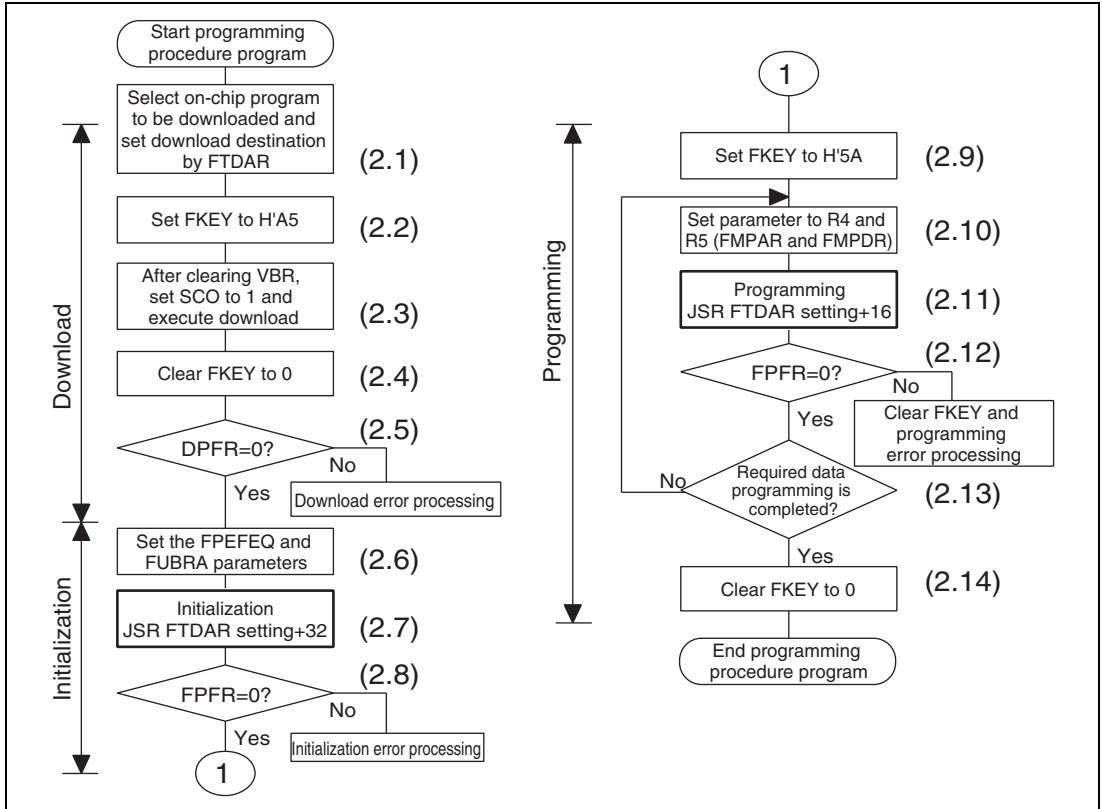 Start programming
procedure program
Select on-chip program
to be downloaded and
set download destination
by FTDAR
(2.1)
Set FKEY to H'A5
(2.2)
After clearing VBR,
set SCO to 1 and
execute download
(2.3)
Clear FKEY to 0
(2.4)
DPFR=0?
(2.5)
No
Yes
Download error processing
Download
Set the FPEFEQ and
FUBRA parameters
(2.6)
Initialization
JSR FTDAR setting+32
(2.7)
FPFR=0?
(2.8)
No
Yes
Initialization error processing
Initialization
1
1
Set FKEY to H'5A
(2.9)
Set parameter to R4 and
R5 (FMPAR and FMPDR)
(2.10)
Programming
JSR FTDAR setting+16
(2.11)
FPFR=0?
(2.12)
No
Yes
Clear FKEY and
programming
error processing
Required data
programming is
completed?
(2.13)
No
Yes
Clear FKEY to 0
(2.14)
Programming
End programming
procedure program